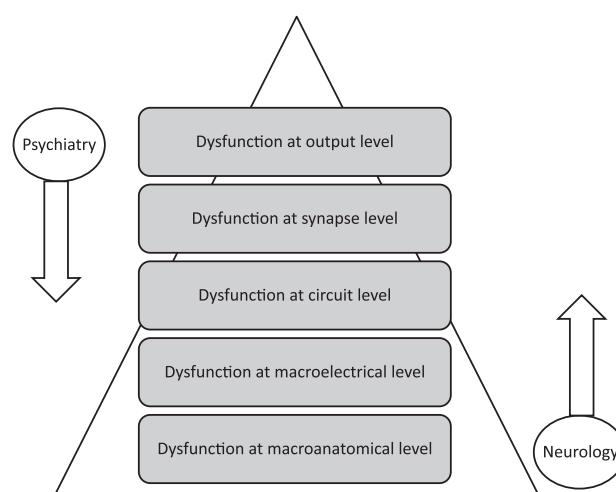 Psychiatry
Dysfunction at output level
Dysfunction at synapse level
Dysfunction at circuit level
Dysfunction at macroelectrical level
Dysfunction at macroanatomical level
Neurology